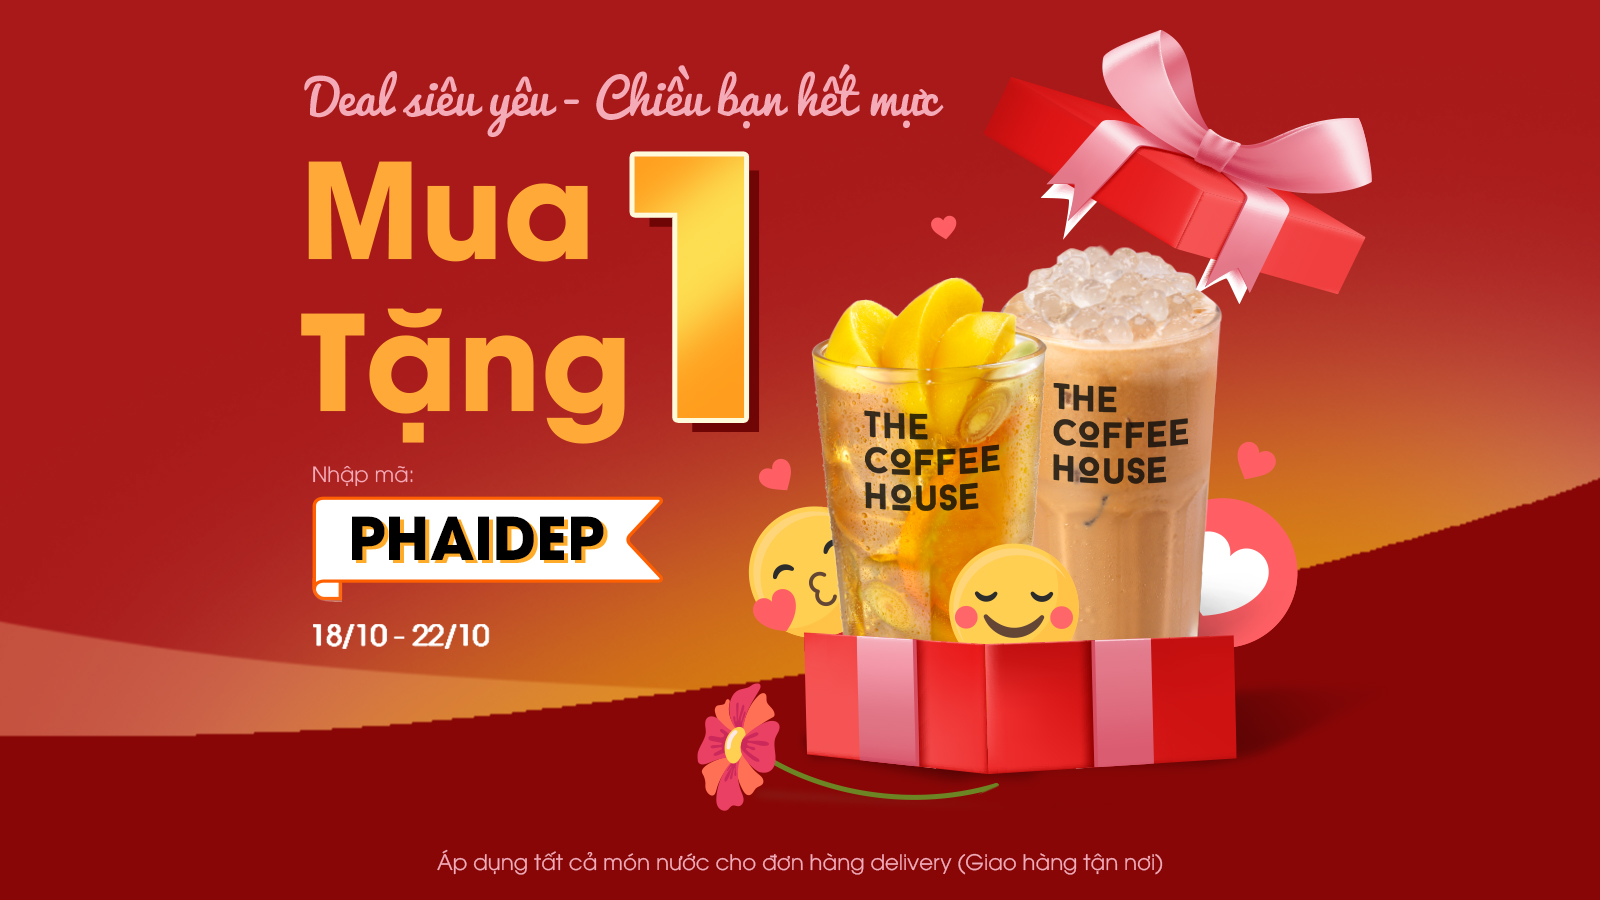 Deal siêu yêu - Chiều bạn hết mực
Mua 1
Tặng
Nhập mã:
PHAIDEP
18/10 - 22/10
THE
COFFEE
HOUSE
THE
COFFEE
HOUSE
Áp dụng tất cả món nước cho đơn hàng delivery (Giao hàng tận nơi)